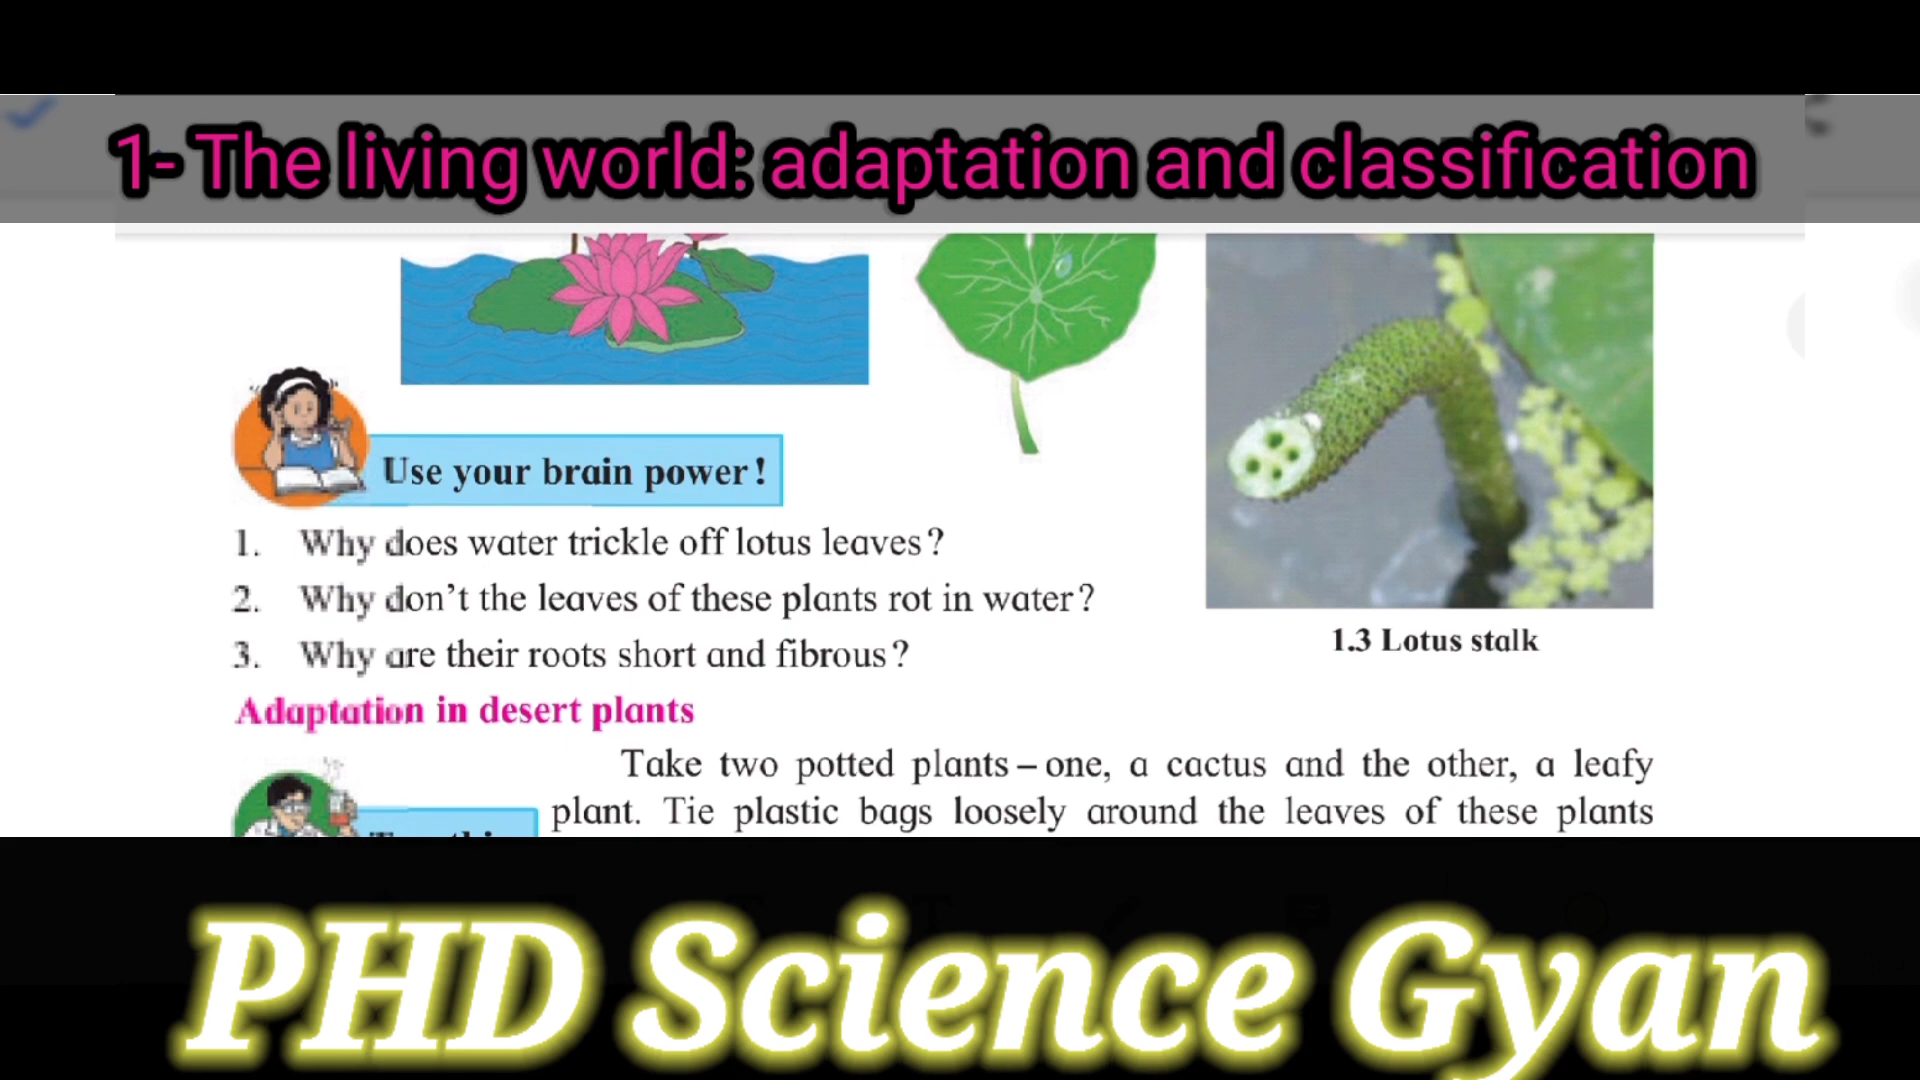 1- The living world: adaptation and classification
Use your brain power!
1. Why does water trickle off lotus leaves?
2. Why don't the leaves of these plants rot in water?
3. Why are their roots short and fibrous?
1.3 Lotus stalk
Adaptation in desert plants
Take two potted plants – one, a cactus and the other, a leafy
plant. Tie plastic bags loosely around the leaves of these plants
PHD Science Gyan